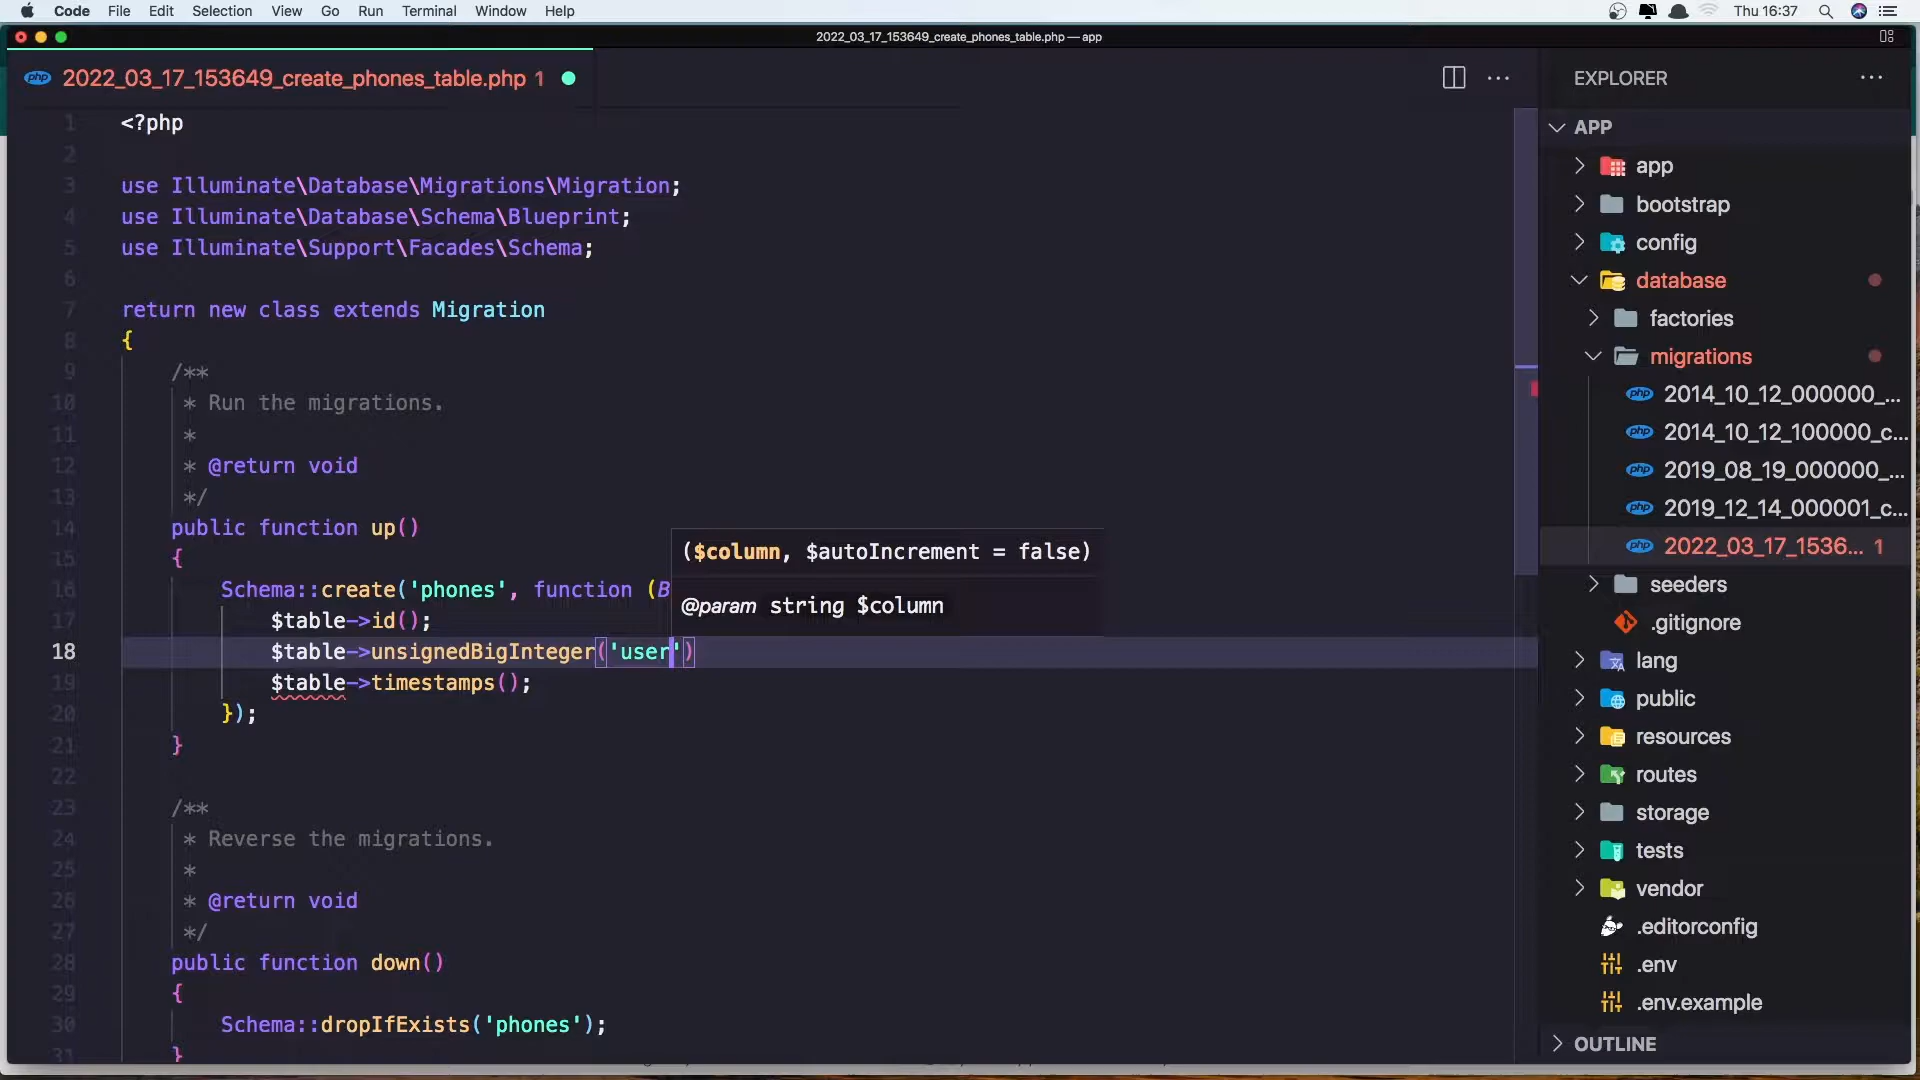 Code File Edit Selection View Go Run Terminal Window Help
Thu 16:37
2022_03_17_153649_create_phones_table.php — app
php 2022_03_17_153649_create_phones_table.php 1
1 <?php
2
3 use Illuminate\Database\Migrations\Migration;
4 use Illuminate\Database\Schema\Blueprint;
5 use Illuminate\Support\Facades\Schema;
6
7 return new class extends Migration
8 {
9 /**
10 * Run the migrations.
11 *
12 * @return void
13 */
14 public function up()
15 {
16 Schema::create('phones', function (B
17 $table->id();
18 $table->unsignedBigInteger('user')
19 $table->timestamps();
20 });
21 }
22
23 /**
24 * Reverse the migrations.
25 *
26 * @return void
27 */
28 public function down()
29 {
30 Schema::dropIfExists('phones');
31 }
($column, $autoIncrement = false)
@param string $column
EXPLORER
APP
app
bootstrap
config
database
factories
migrations
php 2014_10_12_000000_...
php 2014_10_12_100000_c...
php 2019_08_19_000000_...
php 2019_12_14_000001_c...
php 2022_03_17_1536... 1
seeders
.gitignore
lang
public
resources
routes
storage
tests
vendor
.editorconfig
.env
.env.example
OUTLINE